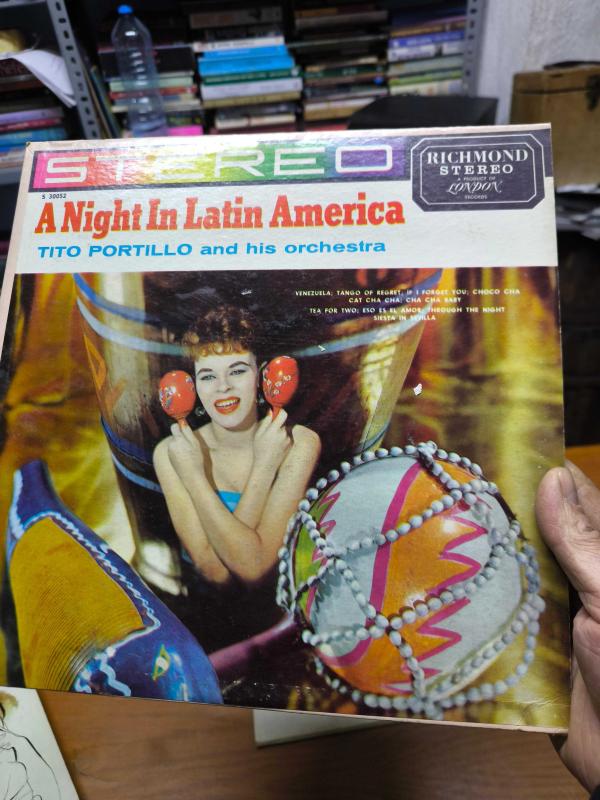 STEREO
S 30052
RICHMOND
STEREO
A PRODUCT OF
LONDON
RECORDS
A Night In Latin America
TITO PORTILLO and his orchestra
VENEZUELA; TANGO OF REGRET; IF I FORGET YOU; CHOCO CHA
CAT CHA CHA; CHA CHA BABY
TEA FOR TWO; ESO ES EL AMOR; THROUGH THE NIGHT
SIESTA IN SEVILLA